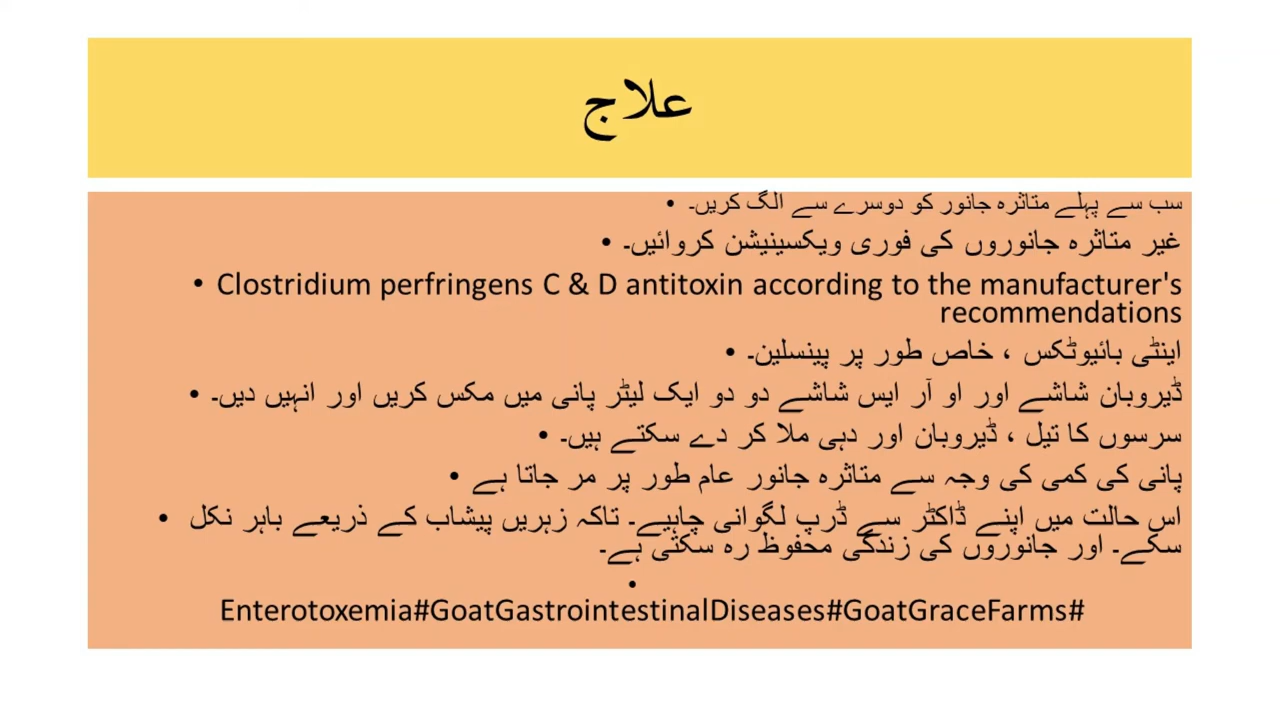 علاج
سب سے پہلے متاثرہ جانور کو دوسرے سے الگ کریں۔ •
غیر متاثرہ جانوروں کی فوری ویکسینیشن کروائیں۔ •
• Clostridium perfringens C & D antitoxin according to the manufacturer's
recommendations
اینٹی بائیوٹکس ، خاص طور پر پینسلین۔ •
ڈیروبان شاشے اور او آر ایس شاشے دو دو ایک لیٹر پانی میں مکس کریں اور انہیں دیں۔ •
سرسوں کا تیل ، ڈیروبان اور دہی ملا کر دے سکتے ہیں۔ •
پانی کی کمی کی وجہ سے متاثرہ جانور عام طور پر مر جاتا ہے •
اس حالت میں اپنے ڈاکٹر سے ڈرپ لگوانی چاہیے۔ تاکہ زہریں پیشاب کے ذریعے باہر نکل •
سکے۔ اور جانوروں کی زندگی محفوظ رہ سکتی ہے۔
•
Enterotoxemia#GoatGastrointestinalDiseases#GoatGraceFarms#